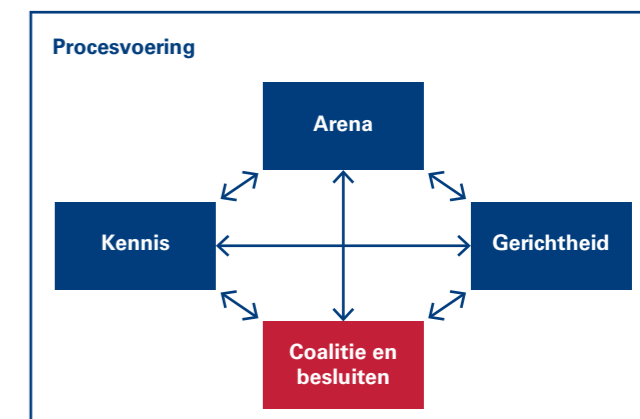 Procesvoering
Arena
Kennis
Gerichtheid
Coalitie en
besluiten